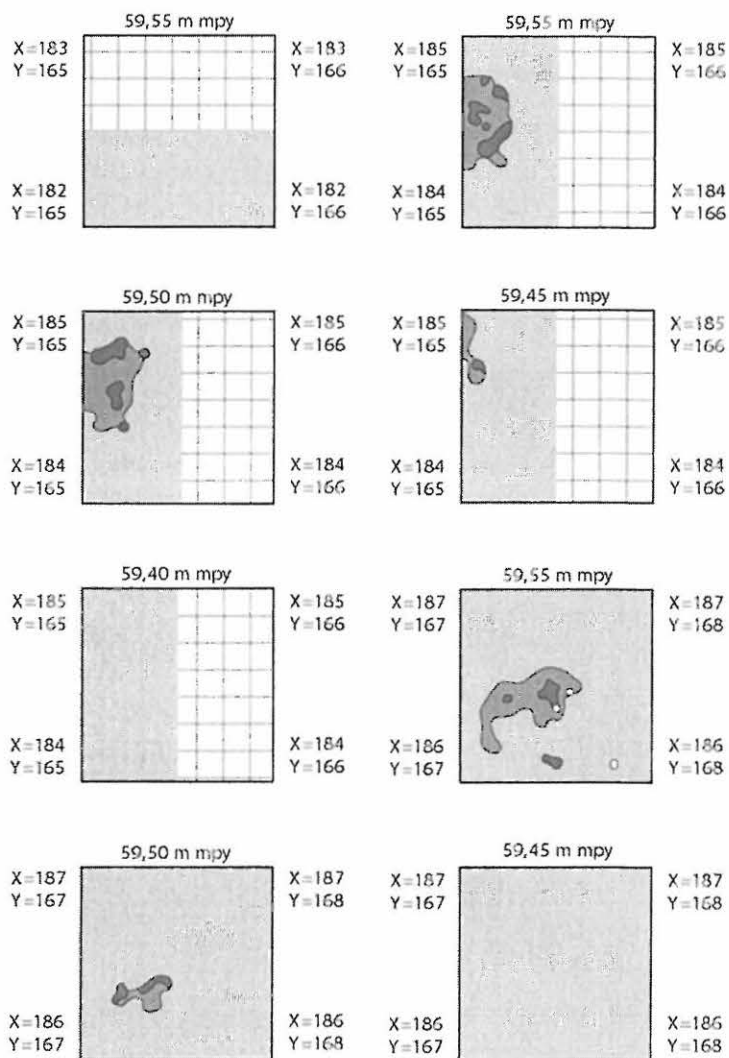 59,55 m mpy
X=183
Y=165
X=183
Y=166
X=182
Y=165
X=182
Y=166
59,55 m mpy
X=185
Y=165
X=185
Y=166
X=184
Y=165
X=184
Y=166
59,50 m mpy
X=185
Y=165
X=185
Y=166
X=184
Y=165
X=184
Y=166
59,45 m mpy
X=185
Y=165
X=185
Y=166
X=184
Y=165
X=184
Y=166
59,40 m mpy
X=185
Y=165
X=185
Y=166
X=184
Y=165
X=184
Y=166
59,55 m mpy
X=187
Y=167
X=187
Y=168
X=186
Y=167
X=186
Y=168
59,50 m mpy
X=187
Y=167
X=187
Y=168
X=186
Y=167
X=186
Y=168
59,45 m mpy
X=187
Y=167
X=187
Y=168
X=186
Y=167
X=186
Y=168